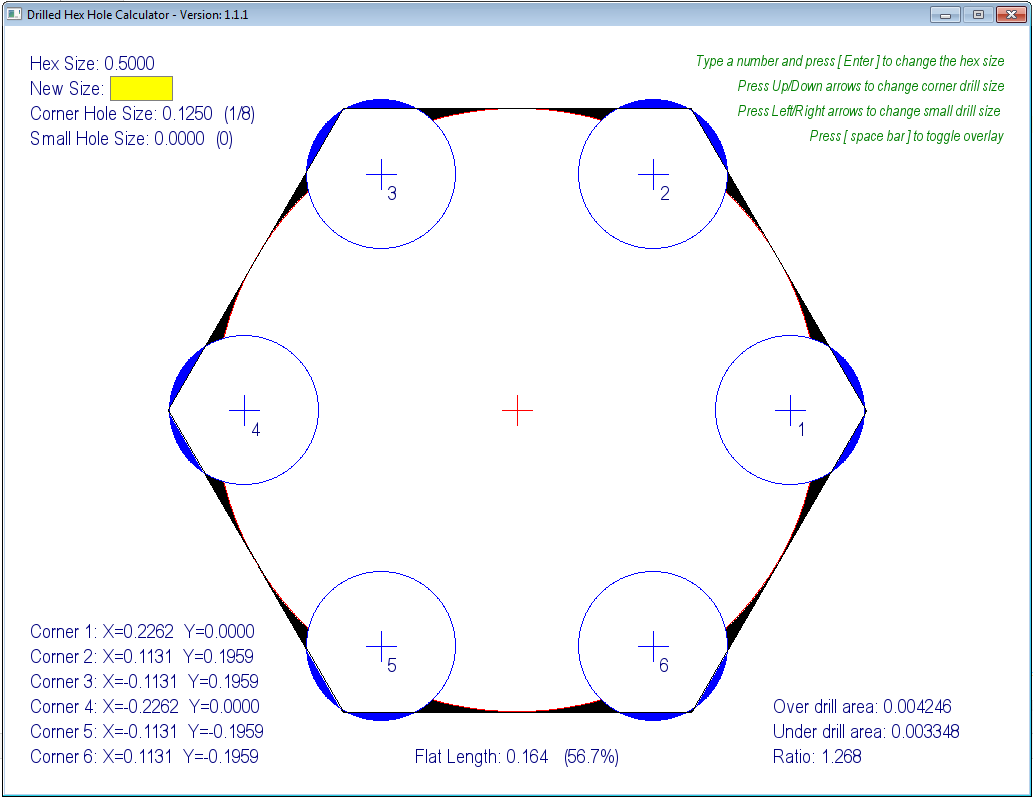 Drilled Hex Hole Calculator - Version: 1.1.1
Hex Size: 0.5000
New Size:
Corner Hole Size: 0.1250 (1/8)
Small Hole Size: 0.0000 (0)
Type a number and press [ Enter ] to change the hex size
Press Up/Down arrows to change corner drill size
Press Left/Right arrows to change small drill size
Press [ space bar ] to toggle overlay
3
2
4
1
5
6
Corner 1: X=0.2262 Y=0.0000
Corner 2: X=0.1131 Y=0.1959
Corner 3: X=-0.1131 Y=0.1959
Corner 4: X=-0.2262 Y=0.0000
Corner 5: X=-0.1131 Y=-0.1959
Corner 6: X=0.1131 Y=-0.1959
Flat Length: 0.164 (56.7%)
Over drill area: 0.004246
Under drill area: 0.003348
Ratio: 1.268